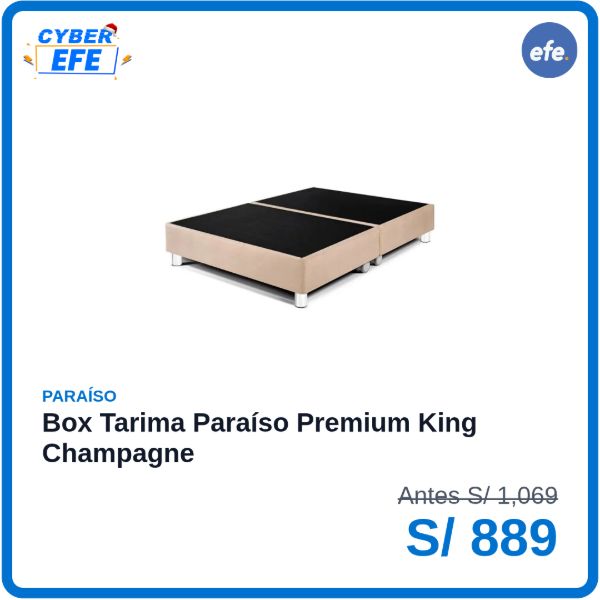 CYBER
EFE
efe.
PARAÍSO
Box Tarima Paraíso Premium King
Champagne
Antes S/ 1,069
S/ 889